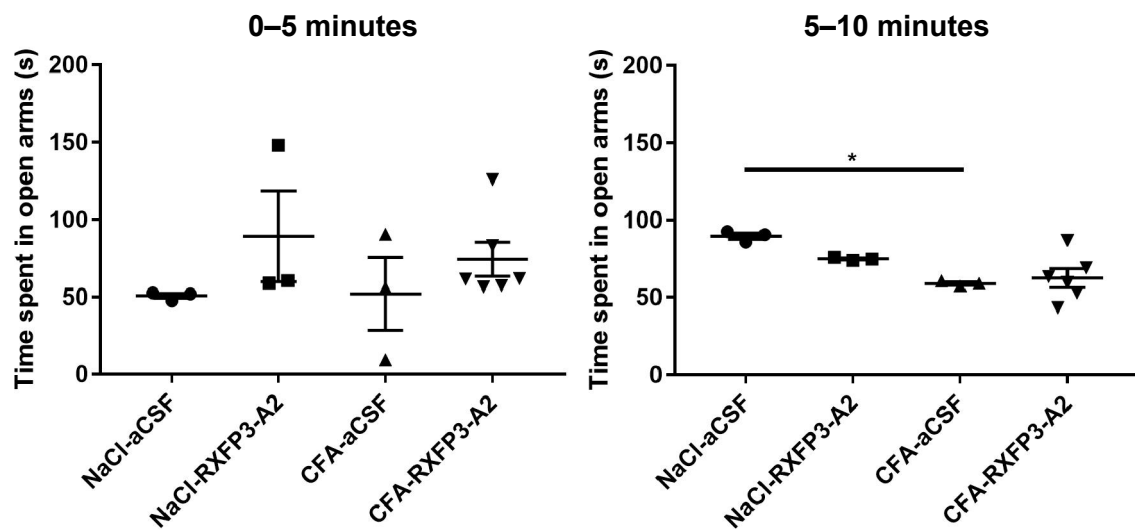 0–5 minutes
Time spent in open arms (s)
200
150
100
50
0
NaCl-aCSF
NaCl-RXFP3-A2
CFA-aCSF
CFA-RXFP3-A2
5–10 minutes
Time spent in open arms (s)
200
150
100
50
0
*
NaCl-aCSF
NaCl-RXFP3-A2
CFA-aCSF
CFA-RXFP3-A2